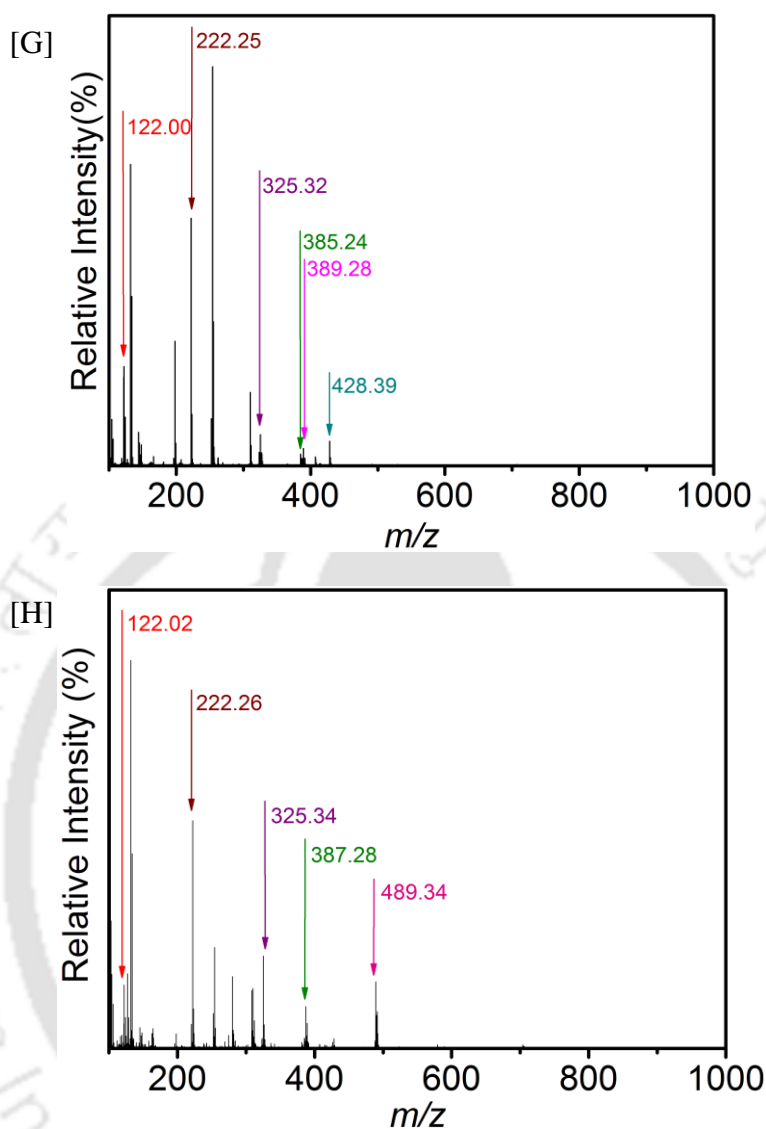 [G]
Relative Intensity(%)
122.00
222.25
325.32
385.24
389.28
428.39
200 400 600 800 1000
m/z
[H]
Relative Intensity (%)
122.02
222.26
325.34
387.28
489.34
200 400 600 800 1000
m/z